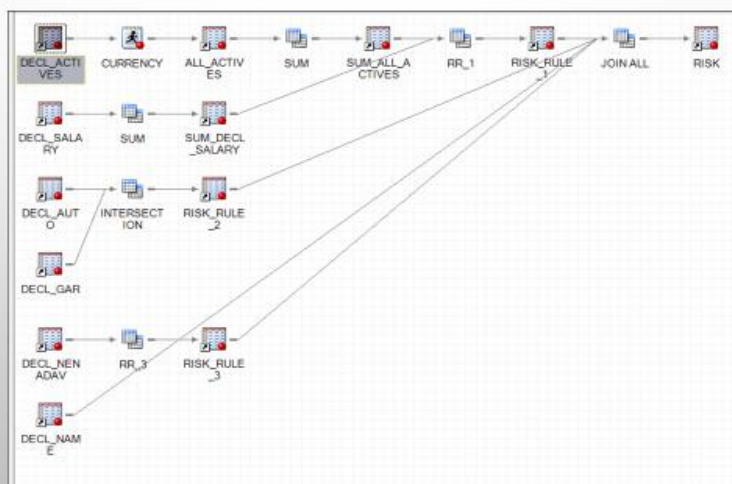 DECL_ACTI
VES
CURRENCY
ALL_ACTIV
ES
SUM
SUM_ALL_A
CTIVES
RR_1
RISK_RULE
_1
JOIN ALL
RISK
DECL_SALA
RY
SUM
SUM_DECL
_SALARY
DECL_AUT
O
INTERSECT
ION
RISK_RULE
_2
DECL_GAR
DECL_NEN
ADAV
RR_3
RISK_RULE
_3
DECL_NAM
E